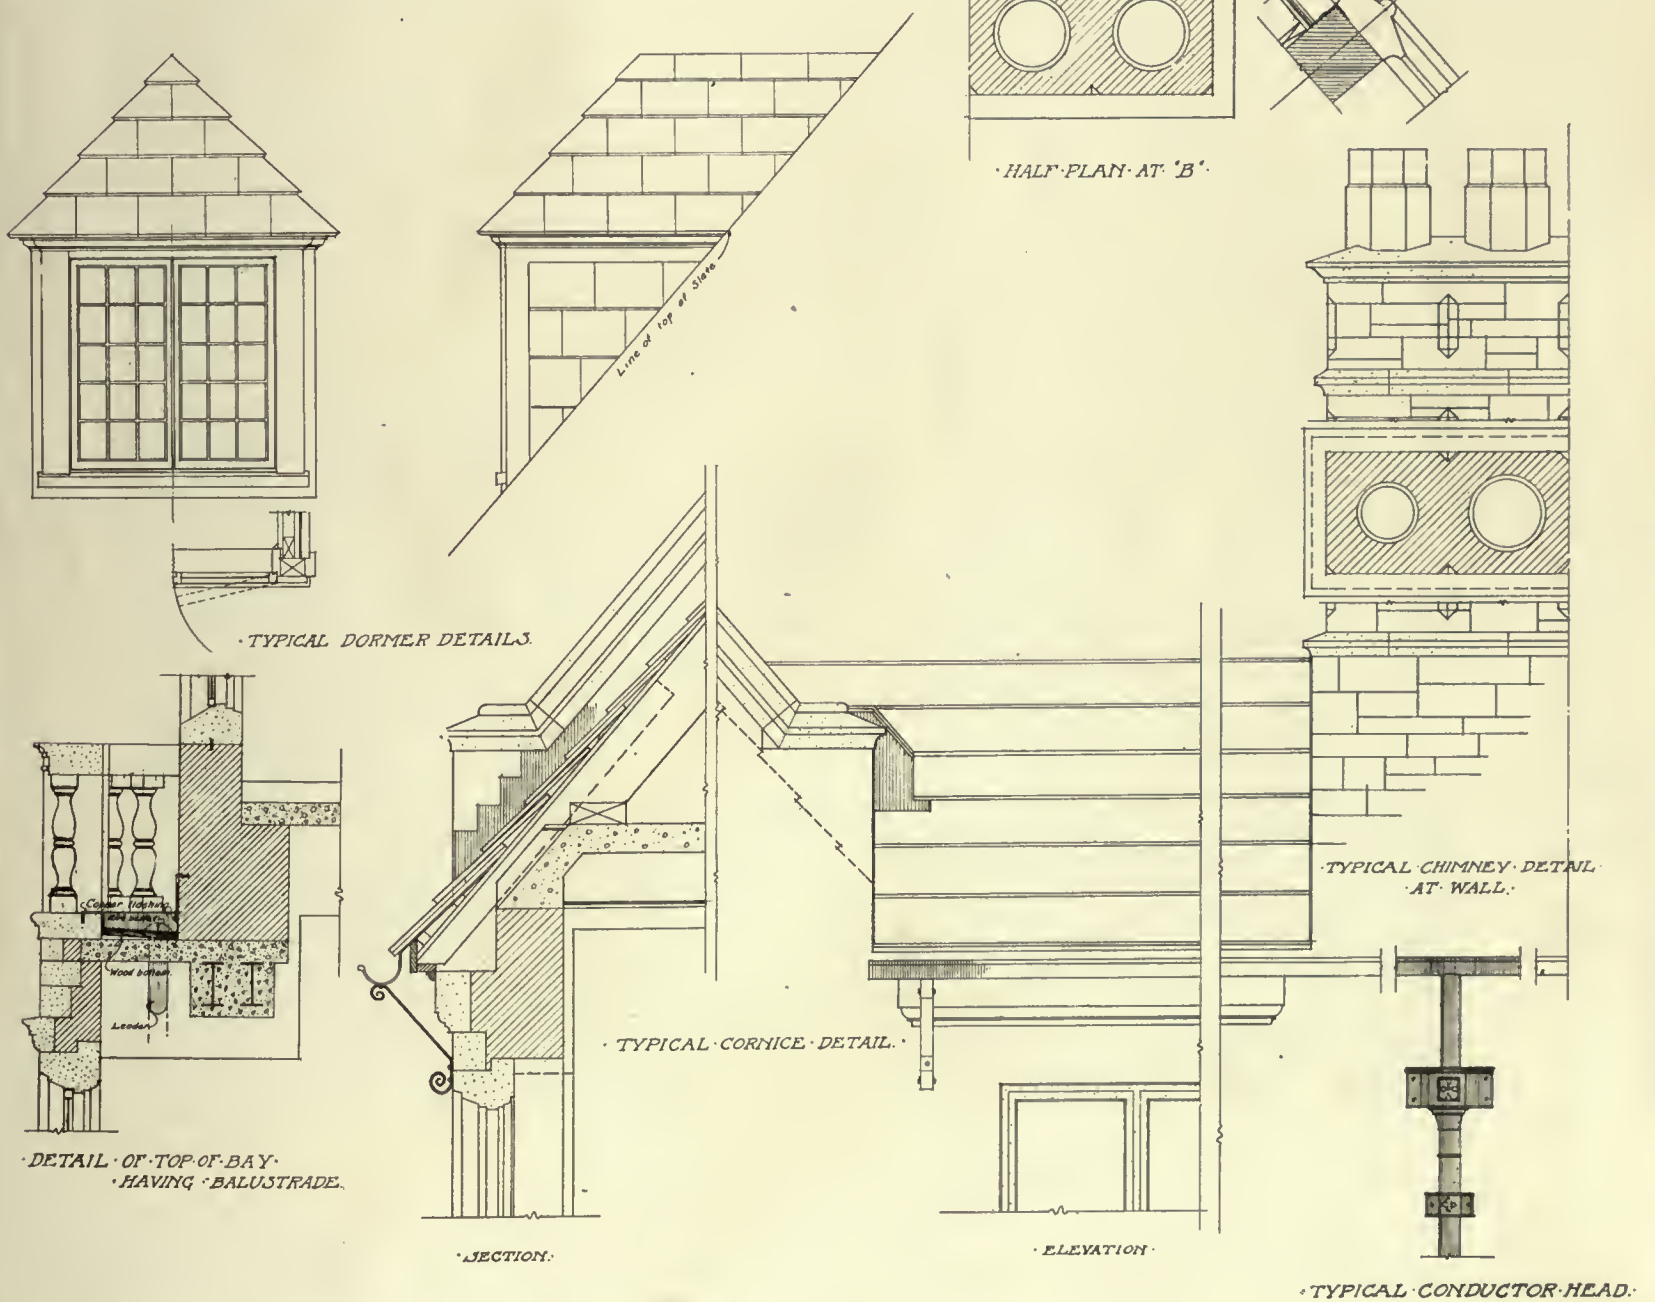 ·HALF·PLAN·AT·"B"·
Line of top of Slate
·TYPICAL DORMER DETAILS.
·TYPICAL·CHIMNEY·DETAIL·
·AT·WALL.·
Copper flashing
Wood bottom
Leader
·TYPICAL·CORNICE·DETAIL.·
·DETAIL·OF·TOP·OF·BAY·
·HAVING·BALUSTRADE.
·SECTION.·
·ELEVATION·
·TYPICAL·CONDUCTOR·HEAD.·